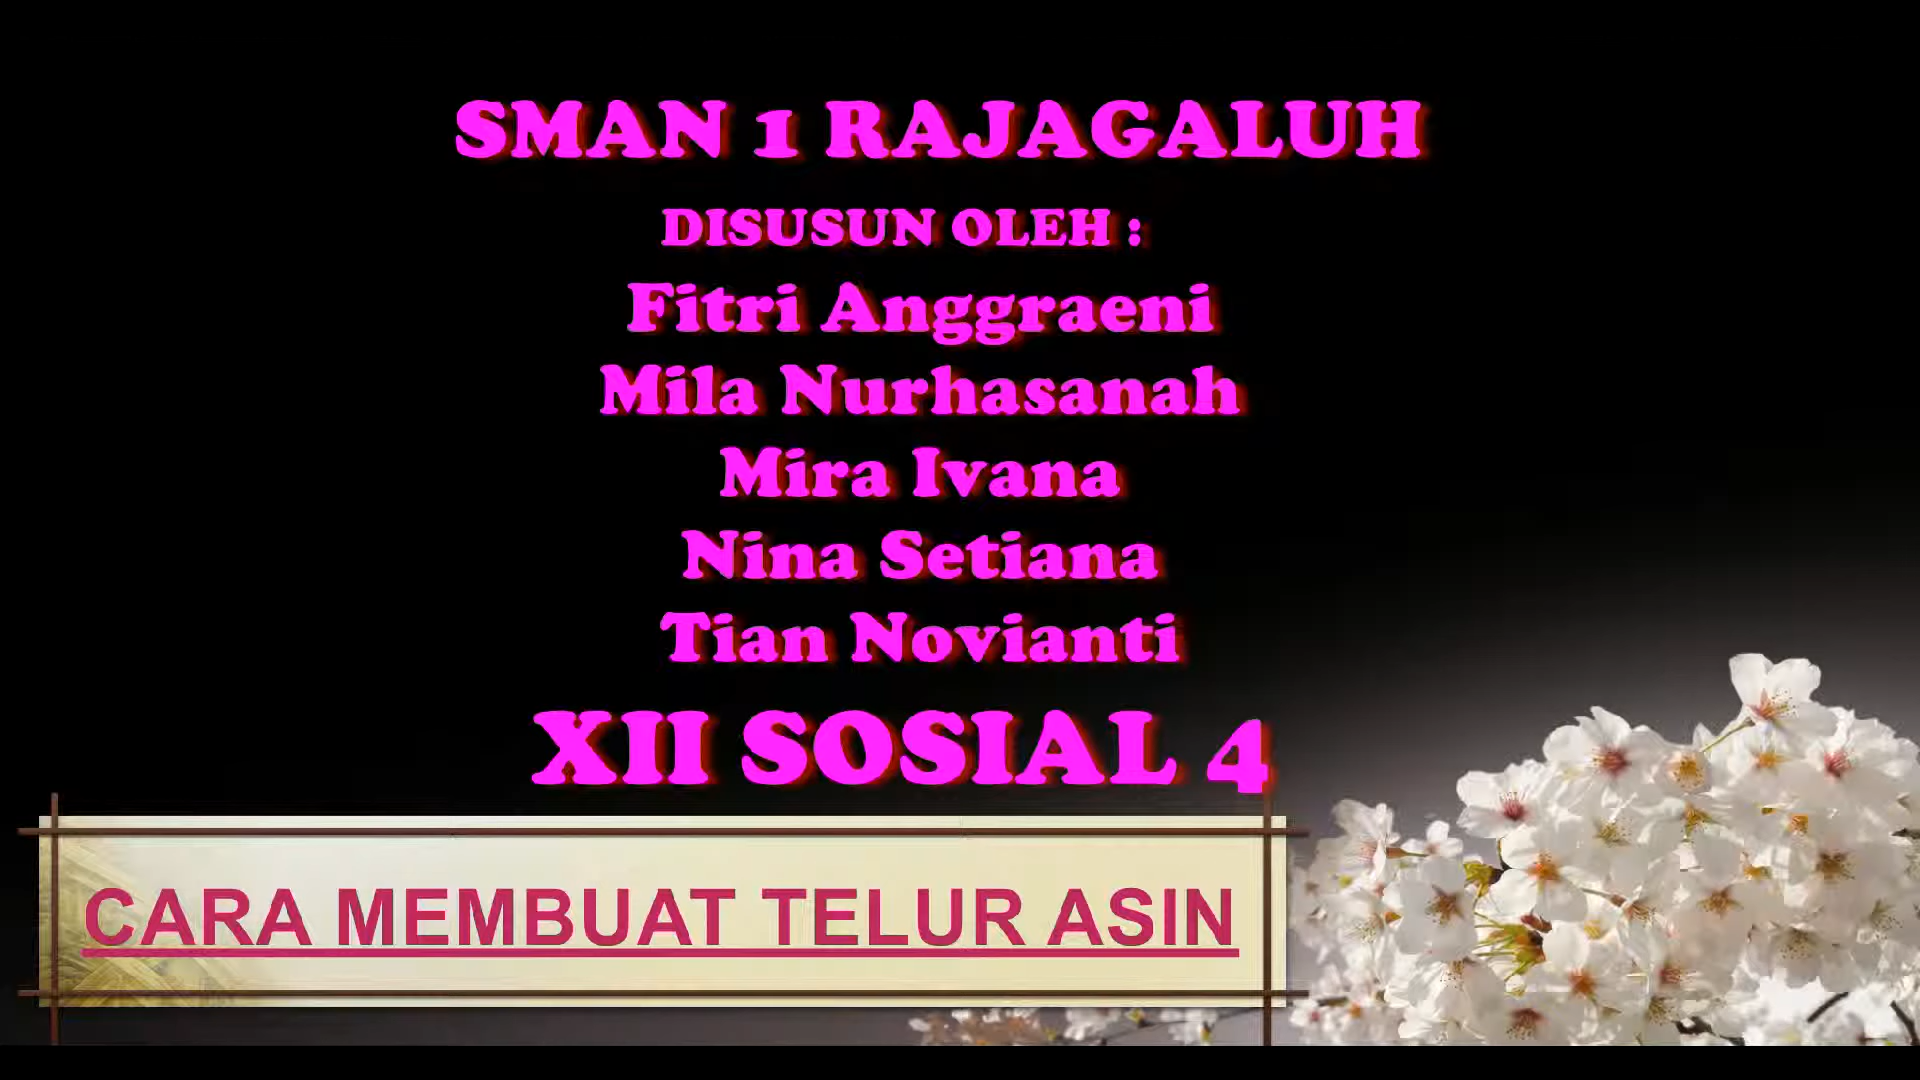 SMAN 1 RAJAGALUH
DISUSUN OLEH :
Fitri Anggraeni
Mila Nurhasanah
Mira Ivana
Nina Setiana
Tian Novianti
XII SOSIAL 4
CARA MEMBUAT TELUR ASIN